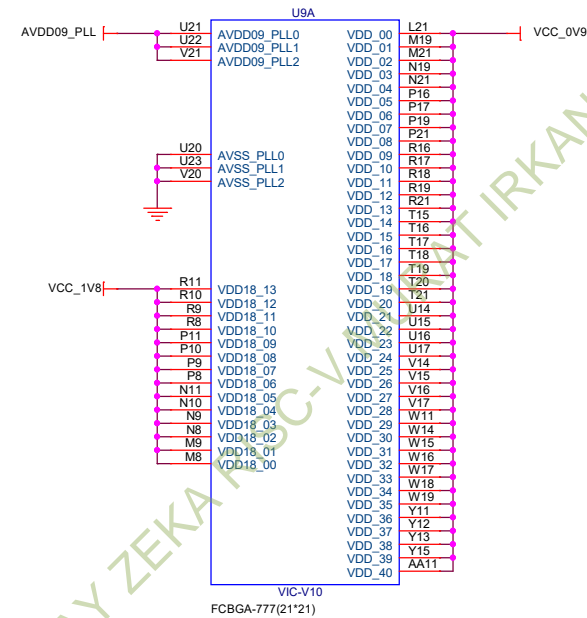 U9A
AVDD09_PLL
U21 AVDD09_PLL0
U22 AVDD09_PLL1
V21 AVDD09_PLL2
U20 AVSS_PLL0
U23 AVSS_PLL1
V20 AVSS_PLL2
VCC_1V8
R11 VDD18_13
R10 VDD18_12
R9 VDD18_11
R8 VDD18_10
P11 VDD18_09
P10 VDD18_08
P9 VDD18_07
P8 VDD18_06
N11 VDD18_05
N10 VDD18_04
N9 VDD18_03
N8 VDD18_02
M9 VDD18_01
M8 VDD18_00
VDD_00 L21
VDD_01 M19
VDD_02 M21
VDD_03 N19
VDD_04 N21
VDD_05 P16
VDD_06 P17
VDD_07 P19
VDD_08 P21
VDD_09 R16
VDD_10 R17
VDD_11 R18
VDD_12 R19
VDD_13 R21
VDD_14 T15
VDD_15 T16
VDD_16 T17
VDD_17 T18
VDD_18 T19
VDD_19 T20
VDD_20 T21
VDD_21 U14
VDD_22 U15
VDD_23 U16
VDD_24 U17
VDD_25 V14
VDD_26 V15
VDD_27 V16
VDD_28 V17
VDD_29 W11
VDD_30 W14
VDD_31 W15
VDD_32 W16
VDD_33 W17
VDD_34 W18
VDD_35 W19
VDD_36 Y11
VDD_37 Y12
VDD_38 Y13
VDD_39 Y15
VDD_40 AA11
VCC_0V9
VIC-V10
FCBGA-777(21*21)
AY ZEKA RISC-V MURAT IRKAN